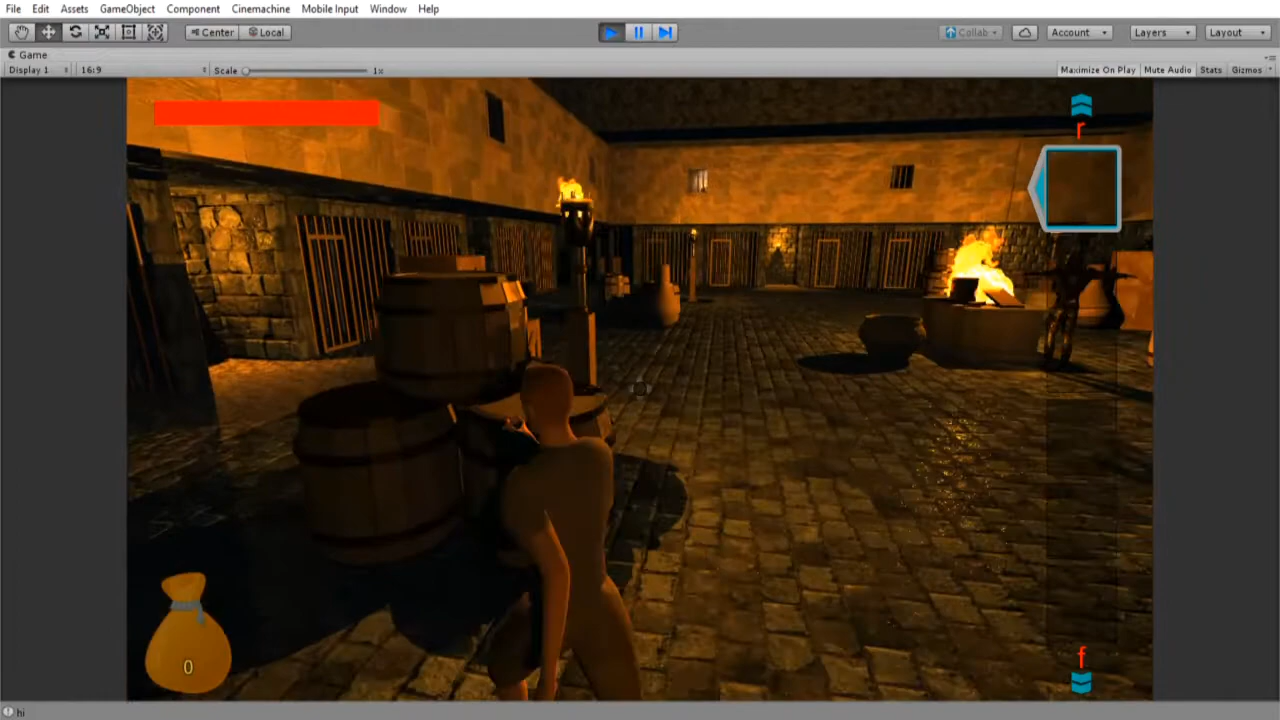 File Edit Assets GameObject Component Cinemachine Mobile Input Window Help
Center Local Collab Account Layers Layout
Game
Display 1 16:9 Scale 1x Maximize On Play Mute Audio Stats Gizmos
r
f
0
hi